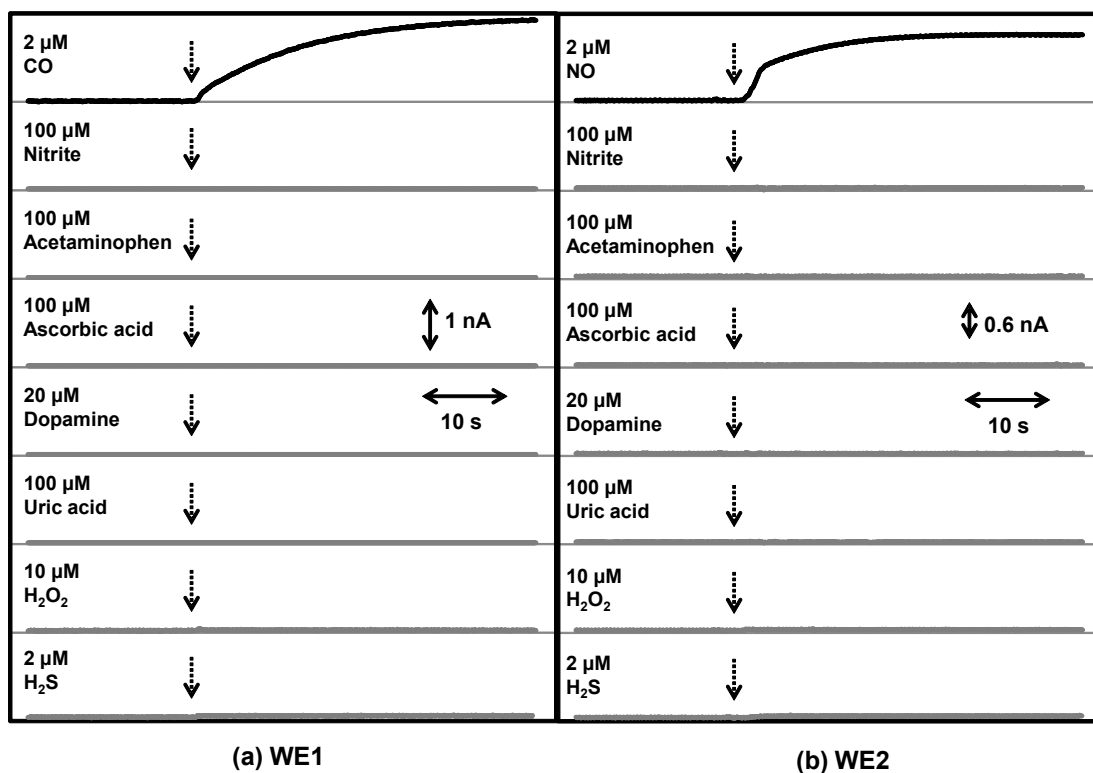 2 µM
CO
100 µM
Nitrite
100 µM
Acetaminophen
100 µM
Ascorbic acid
1 nA
20 µM
Dopamine
10 s
100 µM
Uric acid
10 µM
H₂O₂
2 µM
H₂S
(a) WE1
2 µM
NO
100 µM
Nitrite
100 µM
Acetaminophen
100 µM
Ascorbic acid
0.6 nA
20 µM
Dopamine
10 s
100 µM
Uric acid
10 µM
H₂O₂
2 µM
H₂S
(b) WE2